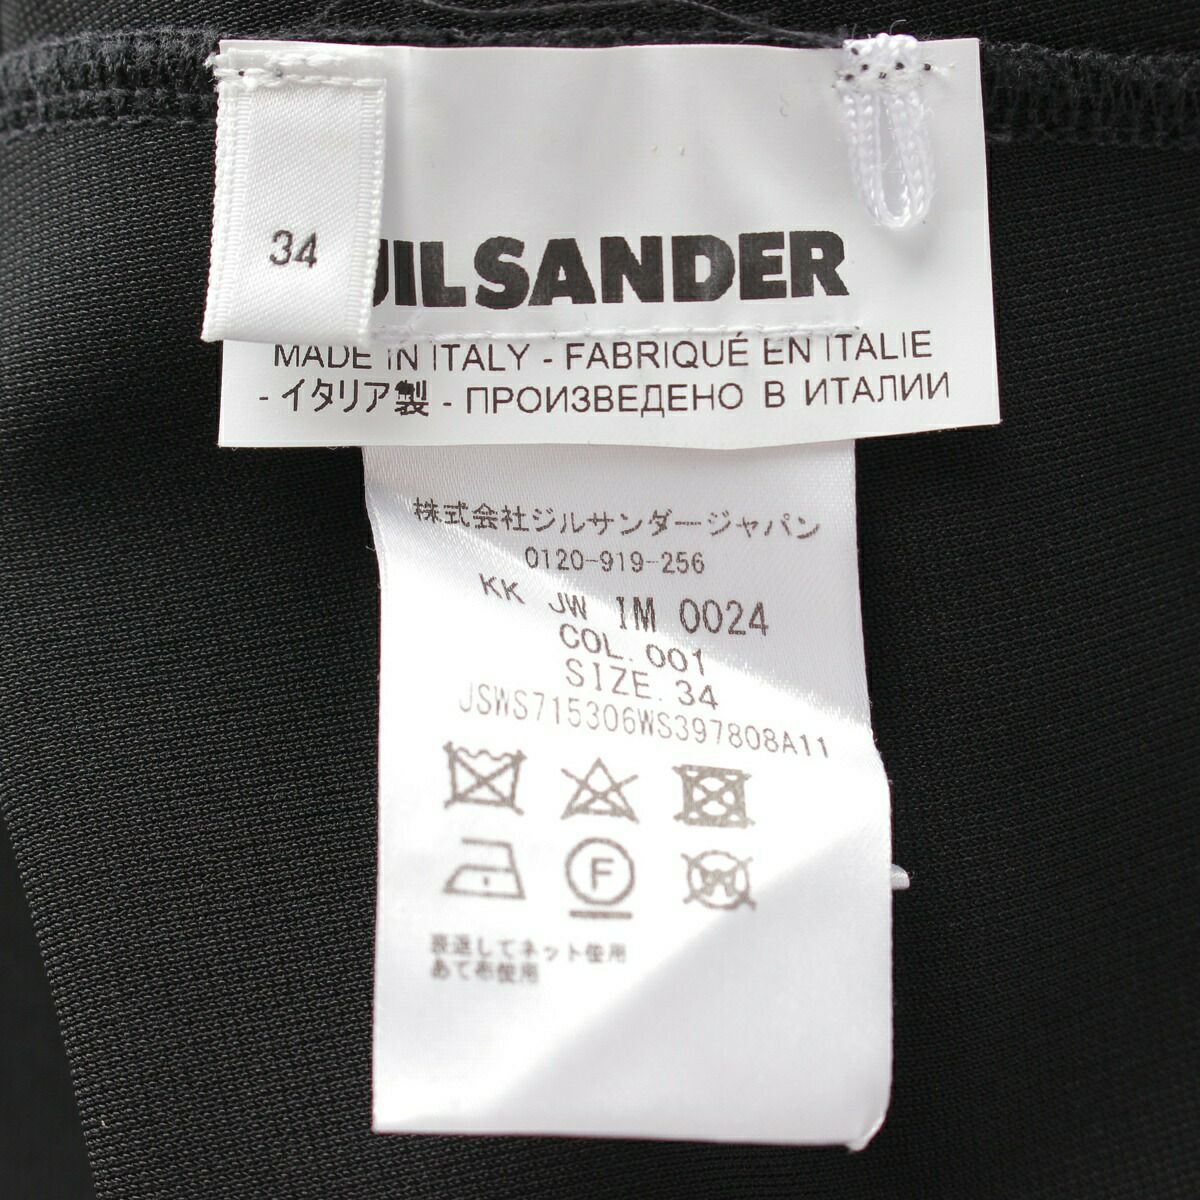 34
JIL SANDER
MADE IN ITALY - FABRIQUÉ EN ITALIE
- イタリア製 - ПРОИЗВЕДЕНО В ИТАЛИИ
株式会社ジルサンダージャパン
0120-919-256
KK JW IM 0024
COL. 001
SIZE. 34
JSWS715306WS397808A11
F
W
裏返してネット使用
あて布使用